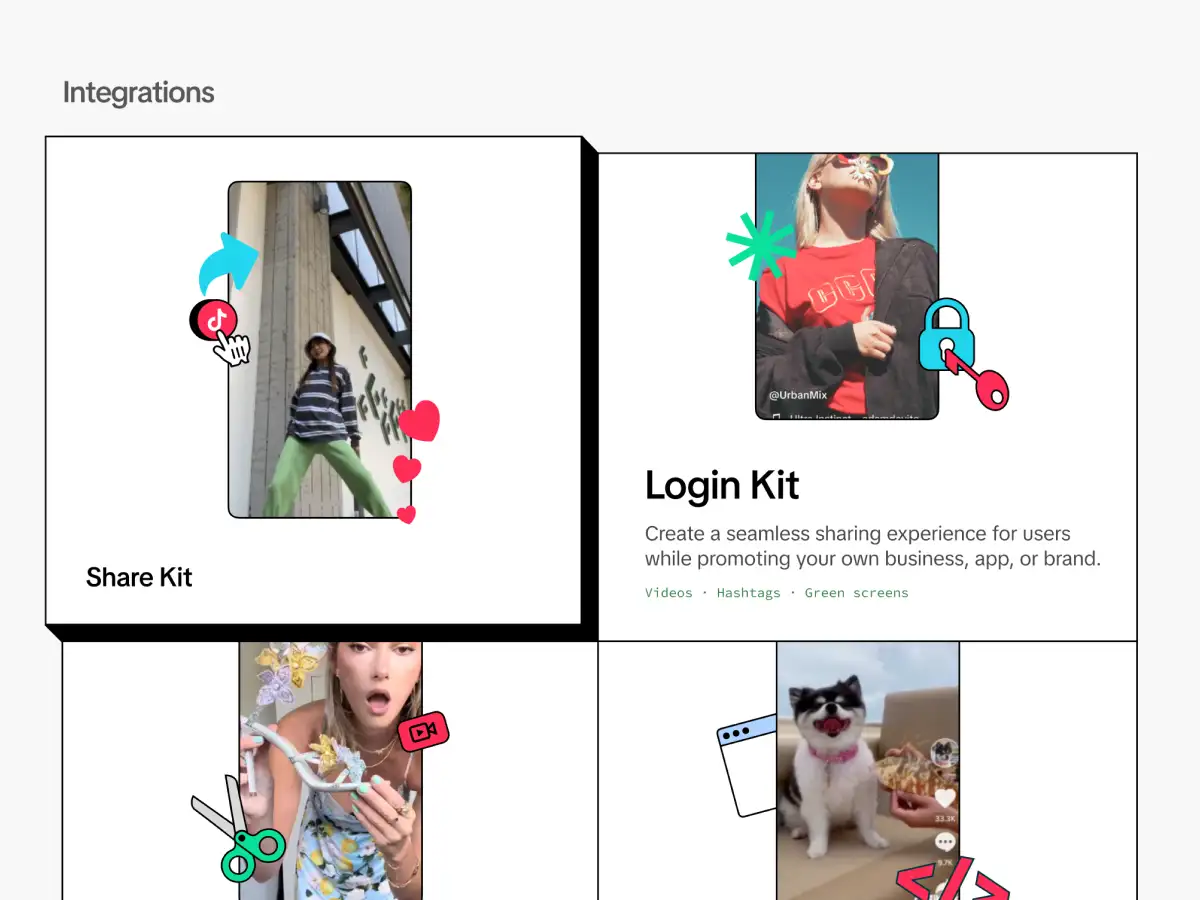 Integrations
Share Kit
@UrbanMix
Login Kit
Create a seamless sharing experience for users
while promoting your own business, app, or brand.
Videos · Hashtags · Green screens
33.3K
9.7K